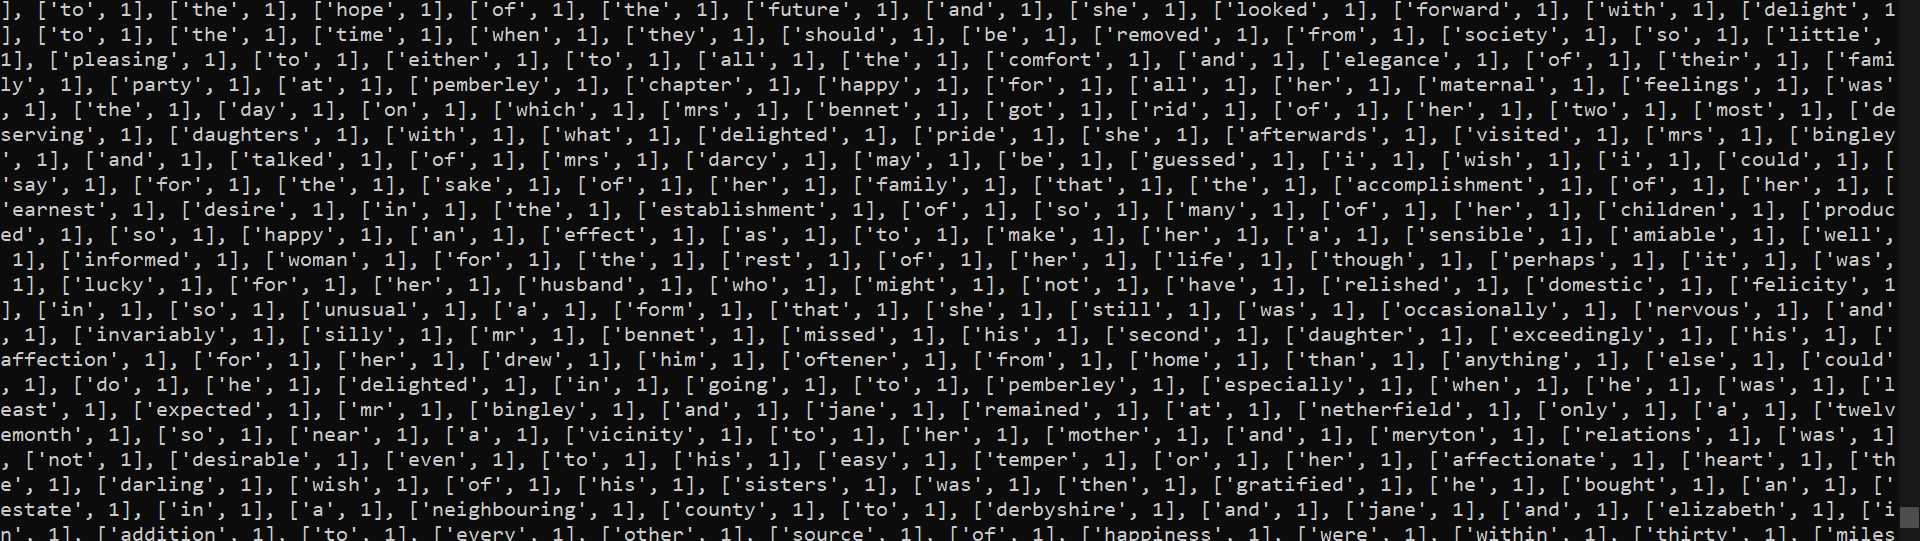 ], ['to', 1], ['the', 1], ['hope', 1], ['of', 1], ['the', 1], ['future', 1], ['and', 1], ['she', 1], ['looked', 1], ['forward', 1], ['with', 1], ['delight', 1
], ['to', 1], ['the', 1], ['time', 1], ['when', 1], ['they', 1], ['should', 1], ['be', 1], ['removed', 1], ['from', 1], ['society', 1], ['so', 1], ['little',
1], ['pleasing', 1], ['to', 1], ['either', 1], ['to', 1], ['all', 1], ['the', 1], ['comfort', 1], ['and', 1], ['elegance', 1], ['of', 1], ['their', 1], ['fami
ly', 1], ['party', 1], ['at', 1], ['pemberley', 1], ['chapter', 1], ['happy', 1], ['for', 1], ['all', 1], ['her', 1], ['maternal', 1], ['feelings', 1], ['was'
, 1], ['the', 1], ['day', 1], ['on', 1], ['which', 1], ['mrs', 1], ['bennet', 1], ['got', 1], ['rid', 1], ['of', 1], ['her', 1], ['two', 1], ['most', 1], ['de
serving', 1], ['daughters', 1], ['with', 1], ['what', 1], ['delighted', 1], ['pride', 1], ['she', 1], ['afterwards', 1], ['visited', 1], ['mrs', 1], ['bingley
', 1], ['and', 1], ['talked', 1], ['of', 1], ['mrs', 1], ['darcy', 1], ['may', 1], ['be', 1], ['guessed', 1], ['i', 1], ['wish', 1], ['i', 1], ['could', 1], [
'say', 1], ['for', 1], ['the', 1], ['sake', 1], ['of', 1], ['her', 1], ['family', 1], ['that', 1], ['the', 1], ['accomplishment', 1], ['of', 1], ['her', 1], [
'earnest', 1], ['desire', 1], ['in', 1], ['the', 1], ['establishment', 1], ['of', 1], ['so', 1], ['many', 1], ['of', 1], ['her', 1], ['children', 1], ['produc
ed', 1], ['so', 1], ['happy', 1], ['an', 1], ['effect', 1], ['as', 1], ['to', 1], ['make', 1], ['her', 1], ['a', 1], ['sensible', 1], ['amiable', 1], ['well',
 1], ['informed', 1], ['woman', 1], ['for', 1], ['the', 1], ['rest', 1], ['of', 1], ['her', 1], ['life', 1], ['though', 1], ['perhaps', 1], ['it', 1], ['was',
 1], ['lucky', 1], ['for', 1], ['her', 1], ['husband', 1], ['who', 1], ['might', 1], ['not', 1], ['have', 1], ['relished', 1], ['domestic', 1], ['felicity', 1
], ['in', 1], ['so', 1], ['unusual', 1], ['a', 1], ['form', 1], ['that', 1], ['she', 1], ['still', 1], ['was', 1], ['occasionally', 1], ['nervous', 1], ['and'
, 1], ['invariably', 1], ['silly', 1], ['mr', 1], ['bennet', 1], ['missed', 1], ['his', 1], ['second', 1], ['daughter', 1], ['exceedingly', 1], ['his', 1], ['
affection', 1], ['for', 1], ['her', 1], ['drew', 1], ['him', 1], ['oftener', 1], ['from', 1], ['home', 1], ['than', 1], ['anything', 1], ['else', 1], ['could'
, 1], ['do', 1], ['he', 1], ['delighted', 1], ['in', 1], ['going', 1], ['to', 1], ['pemberley', 1], ['especially', 1], ['when', 1], ['he', 1], ['was', 1], ['l
east', 1], ['expected', 1], ['mr', 1], ['bingley', 1], ['and', 1], ['jane', 1], ['remained', 1], ['at', 1], ['netherfield', 1], ['only', 1], ['a', 1], ['twelv
emonth', 1], ['so', 1], ['near', 1], ['a', 1], ['vicinity', 1], ['to', 1], ['her', 1], ['mother', 1], ['and', 1], ['meryton', 1], ['relations', 1], ['was', 1]
, ['not', 1], ['desirable', 1], ['even', 1], ['to', 1], ['his', 1], ['easy', 1], ['temper', 1], ['or', 1], ['her', 1], ['affectionate', 1], ['heart', 1], ['th
e', 1], ['darling', 1], ['wish', 1], ['of', 1], ['his', 1], ['sisters', 1], ['was', 1], ['then', 1], ['gratified', 1], ['he', 1], ['bought', 1], ['an', 1], ['
estate', 1], ['in', 1], ['a', 1], ['neighbouring', 1], ['county', 1], ['to', 1], ['derbyshire', 1], ['and', 1], ['jane', 1], ['and', 1], ['elizabeth', 1], ['i
n', 1], ['addition', 1], ['to', 1], ['every', 1], ['other', 1], ['source', 1], ['of', 1], ['happiness', 1], ['were', 1], ['within', 1], ['thirty', 1], ['miles